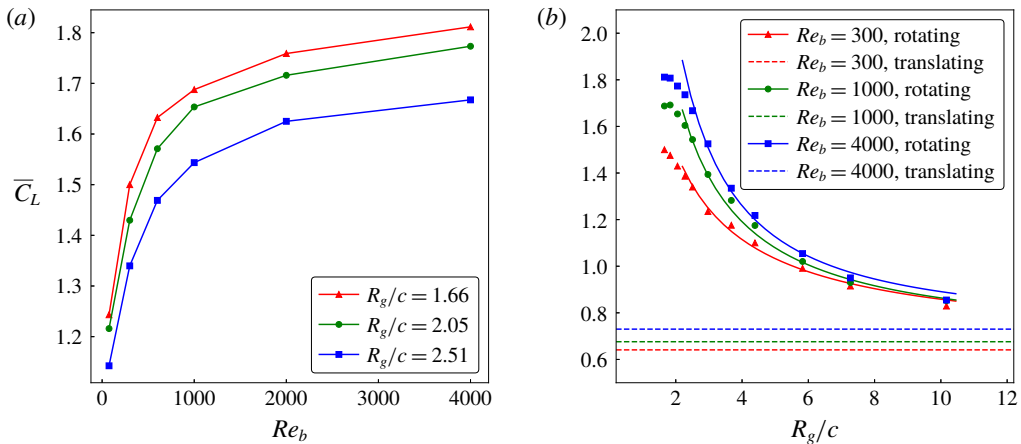 (a)
1.8
1.7
1.6
1.5
1.4
1.3
1.2
C̅_L
0
1000
2000
3000
4000
Re_b
R_g/c = 1.66
R_g/c = 2.05
R_g/c = 2.51
(b)
2.0
1.8
1.6
1.4
1.2
1.0
0.8
0.6
0
2
4
6
8
10
12
R_g/c
Re_b = 300, rotating
Re_b = 300, translating
Re_b = 1000, rotating
Re_b = 1000, translating
Re_b = 4000, rotating
Re_b = 4000, translating